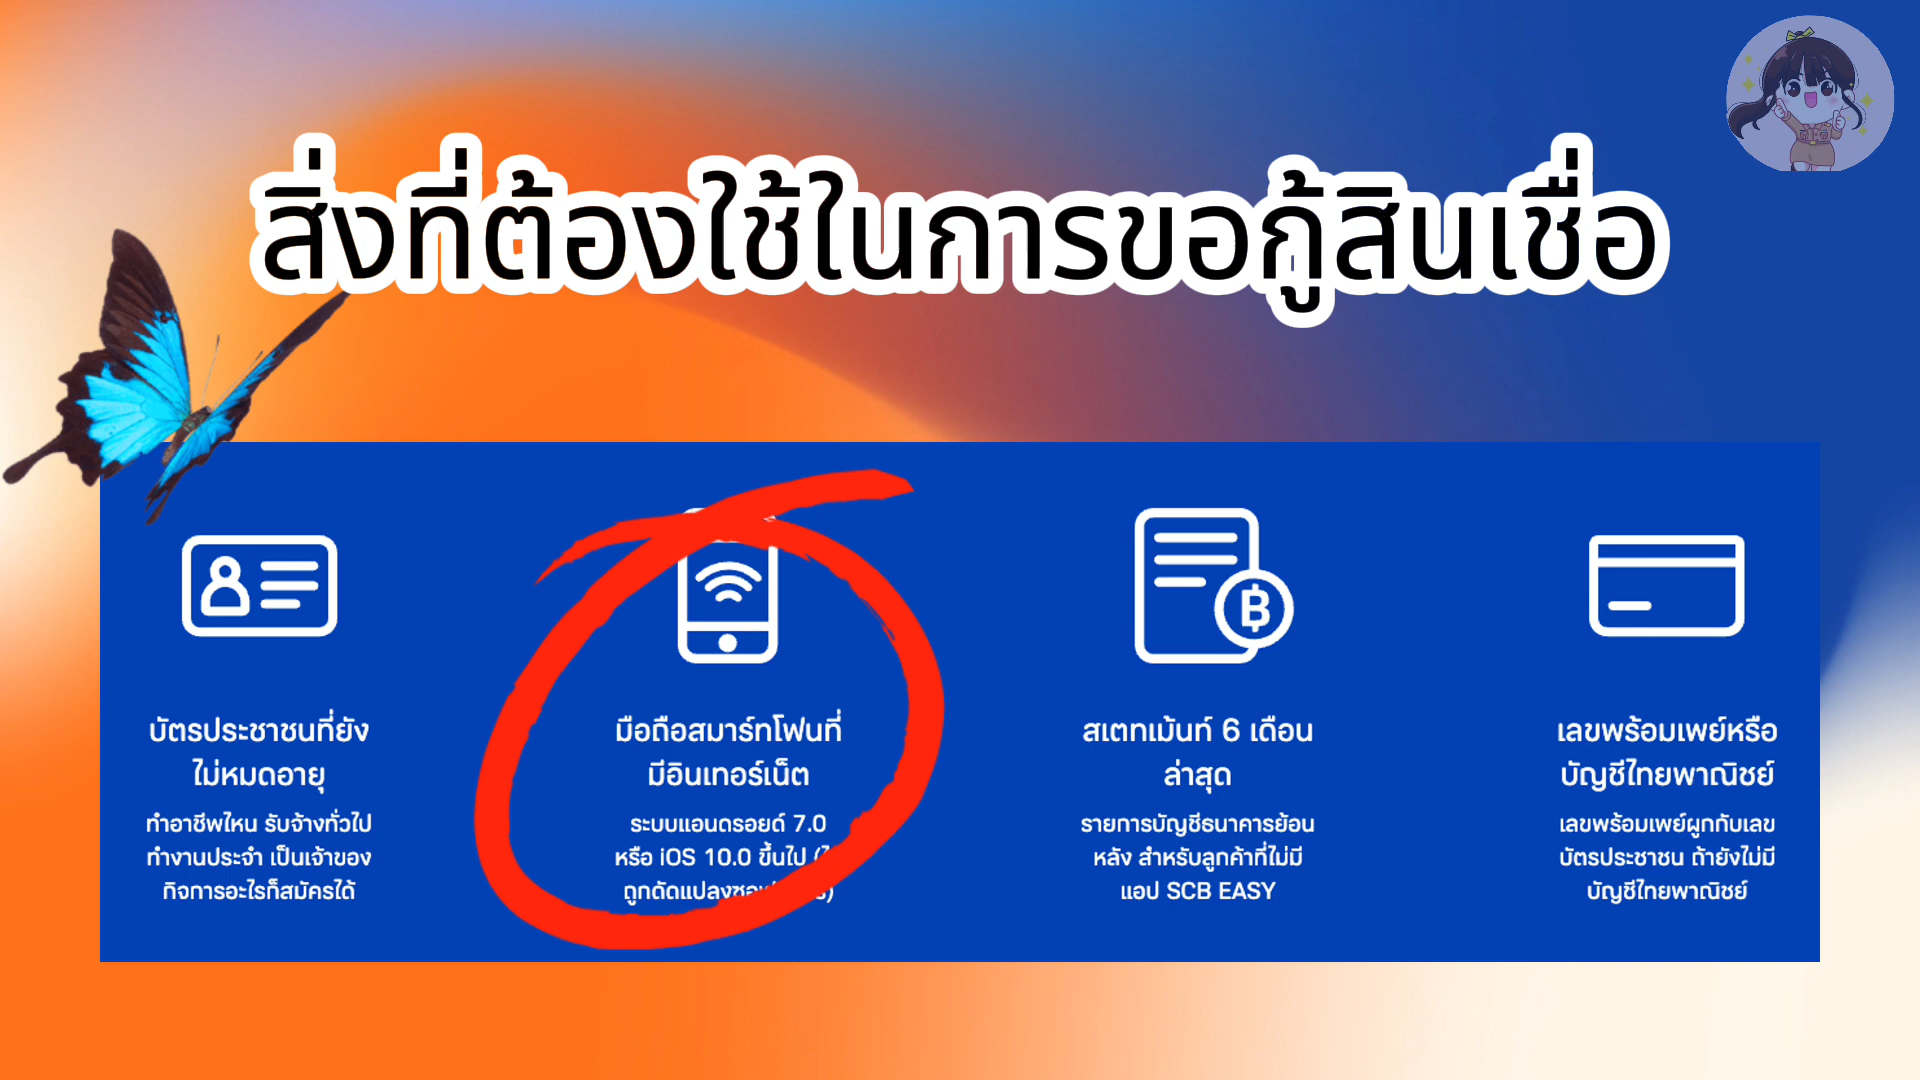 สิ่งที่ต้องใช้ในการขอกู้สินเชื่อ
บัตรประชาชนที่ยัง
ไม่หมดอายุ
ทำอาชีพไหน รับจ้างทั่วไป
ทำงานประจำ เป็นเจ้าของ
กิจการอะไรก็สมัครได้
มือถือสมาร์ทโฟนที่
มีอินเทอร์เน็ต
ระบบแอนดรอยด์ 7.0
หรือ iOS 10.0 ขึ้นไป
ถูกดัดแปลง
สเตทเม้นท์ 6 เดือน
ล่าสุด
รายการบัญชีธนาคารย้อน
หลัง สำหรับลูกค้าที่ไม่มี
แอป SCB EASY
เลขพร้อมเพย์หรือ
บัญชีไทยพาณิชย์
เลขพร้อมเพย์ผูกกับเลข
บัตรประชาชน ถ้ายังไม่มี
บัญชีไทยพาณิชย์